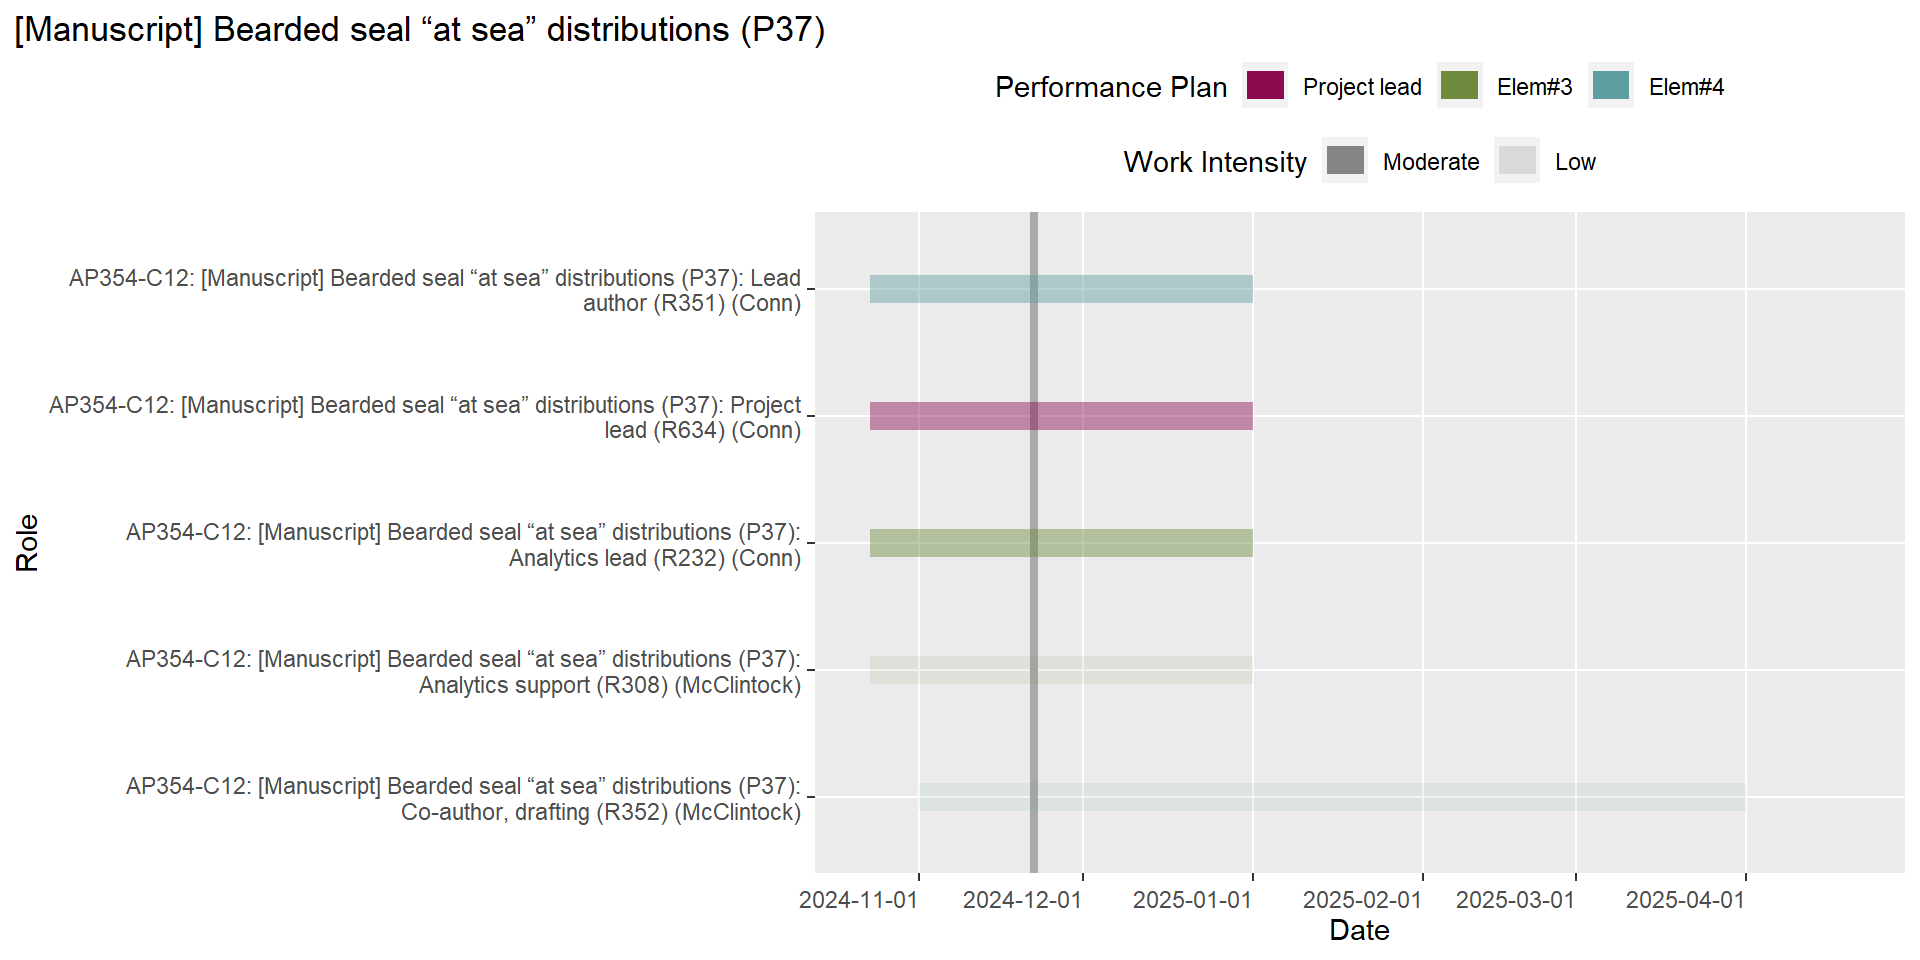 [Manuscript] Bearded seal “at sea” distributions (P37)
Performance Plan Project lead Elem#3 Elem#4
Work Intensity Moderate Low
AP354-C12: [Manuscript] Bearded seal “at sea” distributions (P37): Lead
author (R351) (Conn)
AP354-C12: [Manuscript] Bearded seal “at sea” distributions (P37): Project
lead (R634) (Conn)
AP354-C12: [Manuscript] Bearded seal “at sea” distributions (P37):
Analytics lead (R232) (Conn)
AP354-C12: [Manuscript] Bearded seal “at sea” distributions (P37):
Analytics support (R308) (McClintock)
AP354-C12: [Manuscript] Bearded seal “at sea” distributions (P37):
Co-author, drafting (R352) (McClintock)
Role
2024-11-01 2024-12-01 2025-01-01 2025-02-01 2025-03-01 2025-04-01
Date